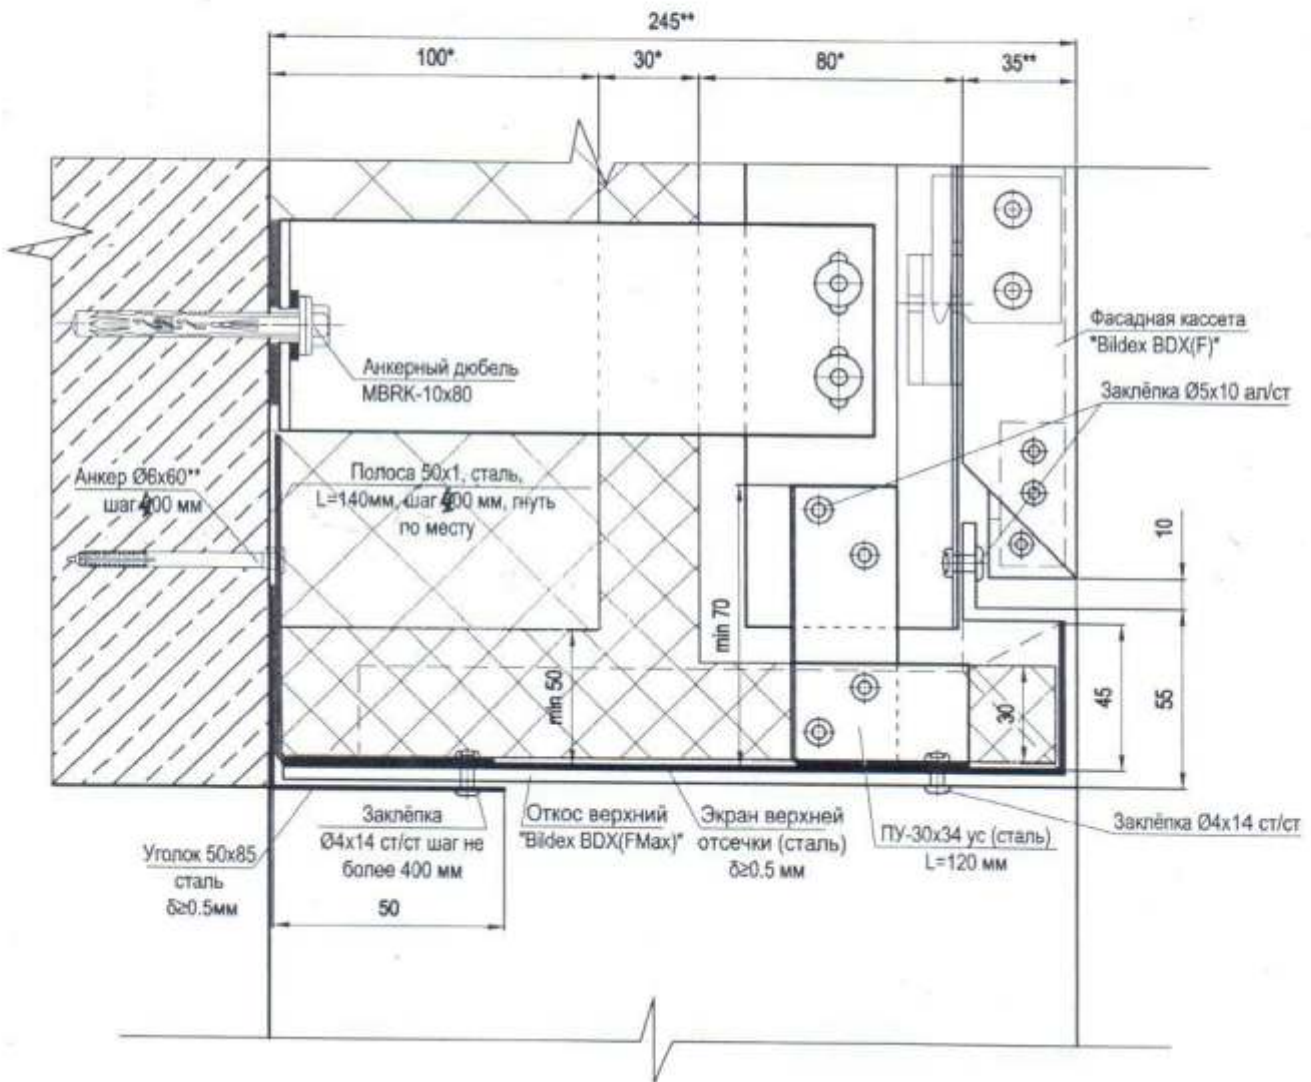 245**
100*
30*
80*
35**
Фасадная кассета
"Bildex BDX(F)"
Анкерный дюбель
MBRK-10x80
Заклёпка Ø5x10 ал/ст
Анкер Ø6x60**
шаг 400 мм
Полоса 50x1, сталь,
L=140мм, шаг 400 мм, гнуть
по месту
10
min 70
min 50
30
45
55
Заклёпка
Ø4x14 ст/ст шаг не
более 400 мм
Откос верхний
"Bildex BDX(FMax)"
Экран верхней
отсечки (сталь)
δ≥0.5 мм
ПУ-30x34 ус (сталь)
L=120 мм
Заклёпка Ø4x14 ст/ст
Уголок 50x85
сталь
δ≥0.5мм
50